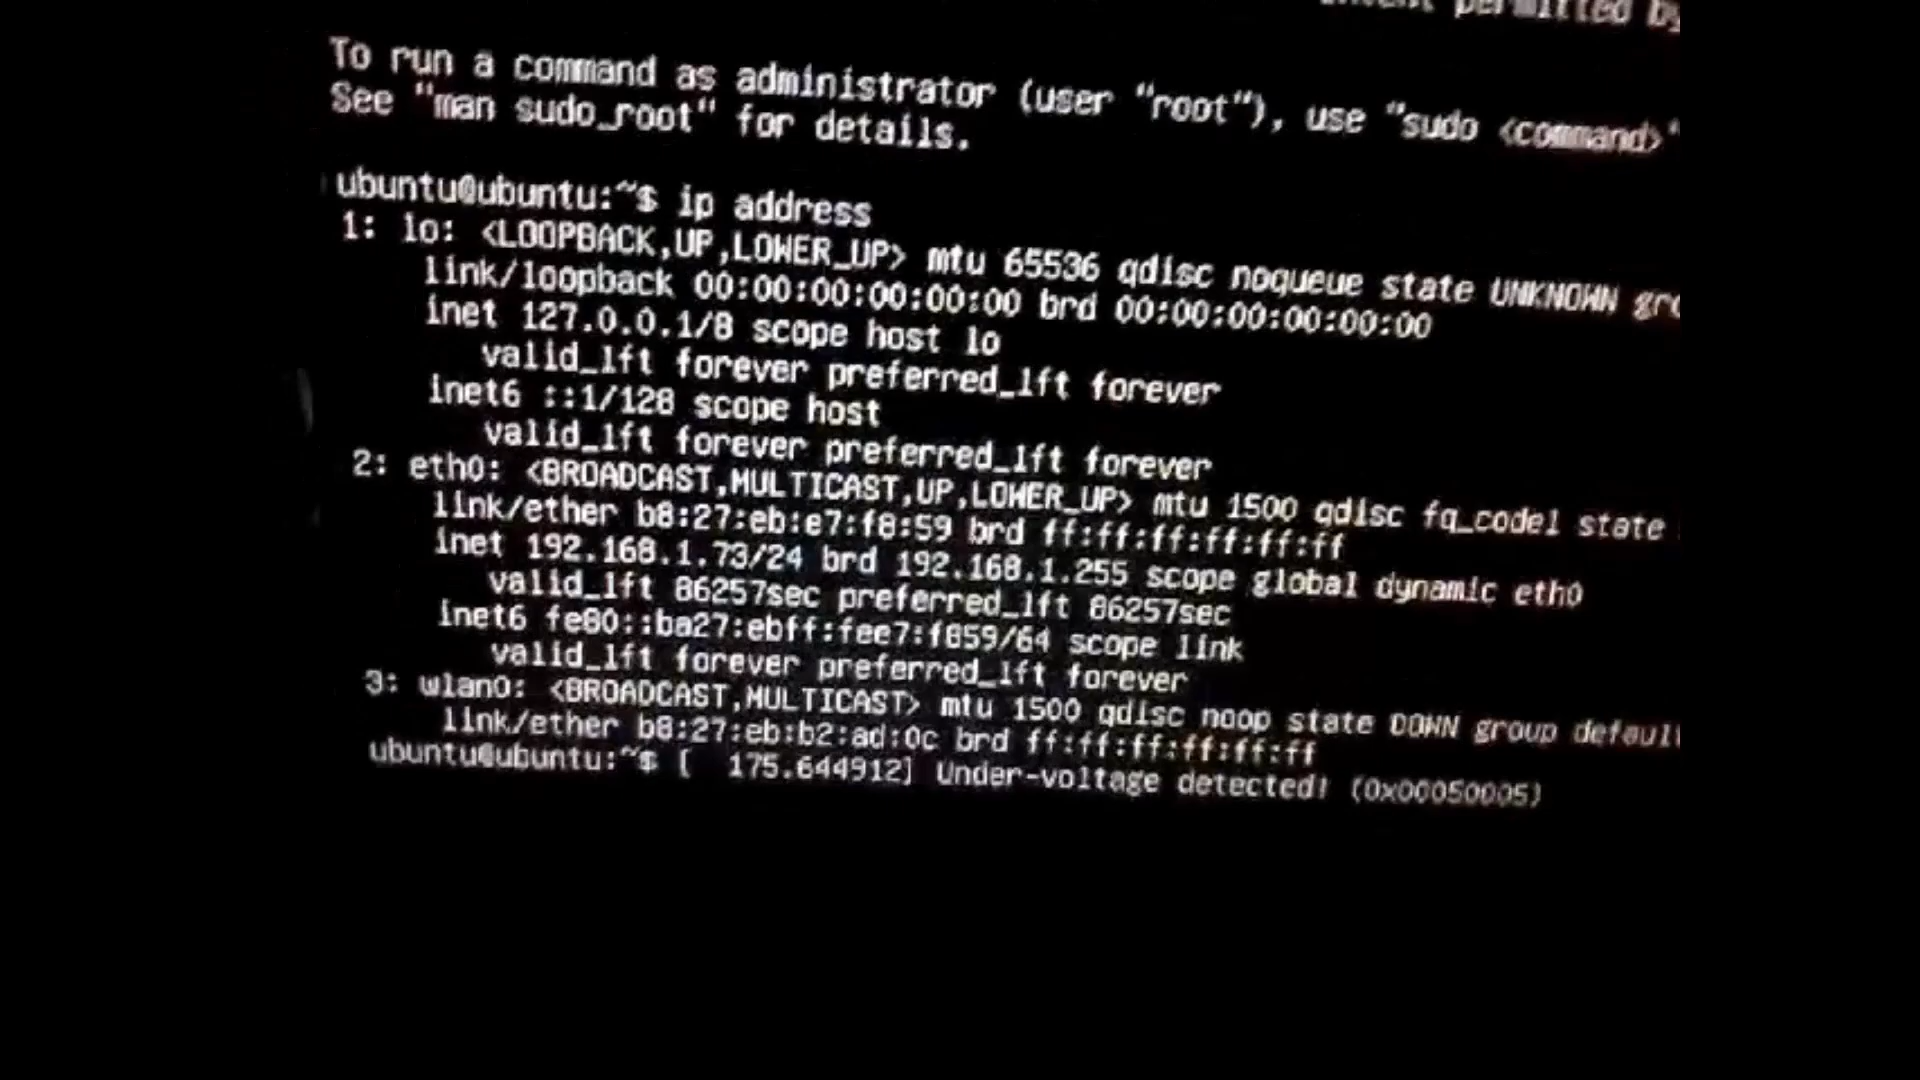 permitted by
To run a command as administrator (user "root"), use "sudo <command>"
See "man sudo_root" for details.
ubuntu@ubuntu:~$ ip address
1: lo: <LOOPBACK,UP,LOWER_UP> mtu 65536 qdisc noqueue state UNKNOWN gro
link/loopback 00:00:00:00:00:00 brd 00:00:00:00:00:00
inet 127.0.0.1/8 scope host lo
valid_lft forever preferred_lft forever
inet6 ::1/128 scope host
valid_lft forever preferred_lft forever
2: eth0: <BROADCAST,MULTICAST,UP,LOWER_UP> mtu 1500 qdisc fq_codel state
link/ether b8:27:eb:e7:f8:59 brd ff:ff:ff:ff:ff:ff
inet 192.168.1.73/24 brd 192.168.1.255 scope global dynamic eth0
valid_lft 86257sec preferred_lft 86257sec
inet6 fe80::ba27:ebff:fee7:f859/64 scope link
valid_lft forever preferred_lft forever
3: wlan0: <BROADCAST,MULTICAST> mtu 1500 qdisc noop state DOWN group default
link/ether b8:27:eb:b2:ad:0c brd ff:ff:ff:ff:ff:ff
ubuntu@ubuntu:~$ [  175.644912] Under-voltage detected! (0x00050005)